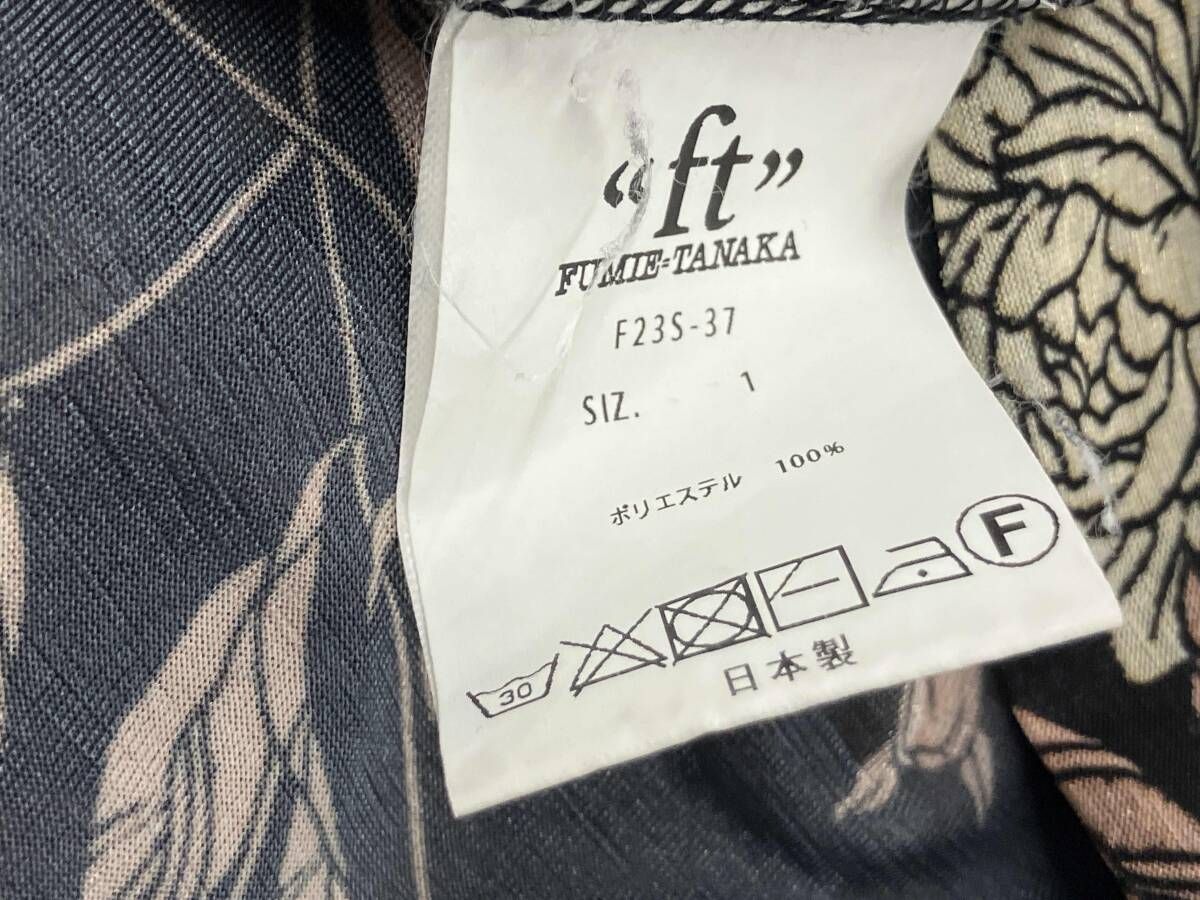 “ft”
FUMIE=TANAKA
F23S-37
SIZ. 1
ポリエステル 100%
30
F
日本製